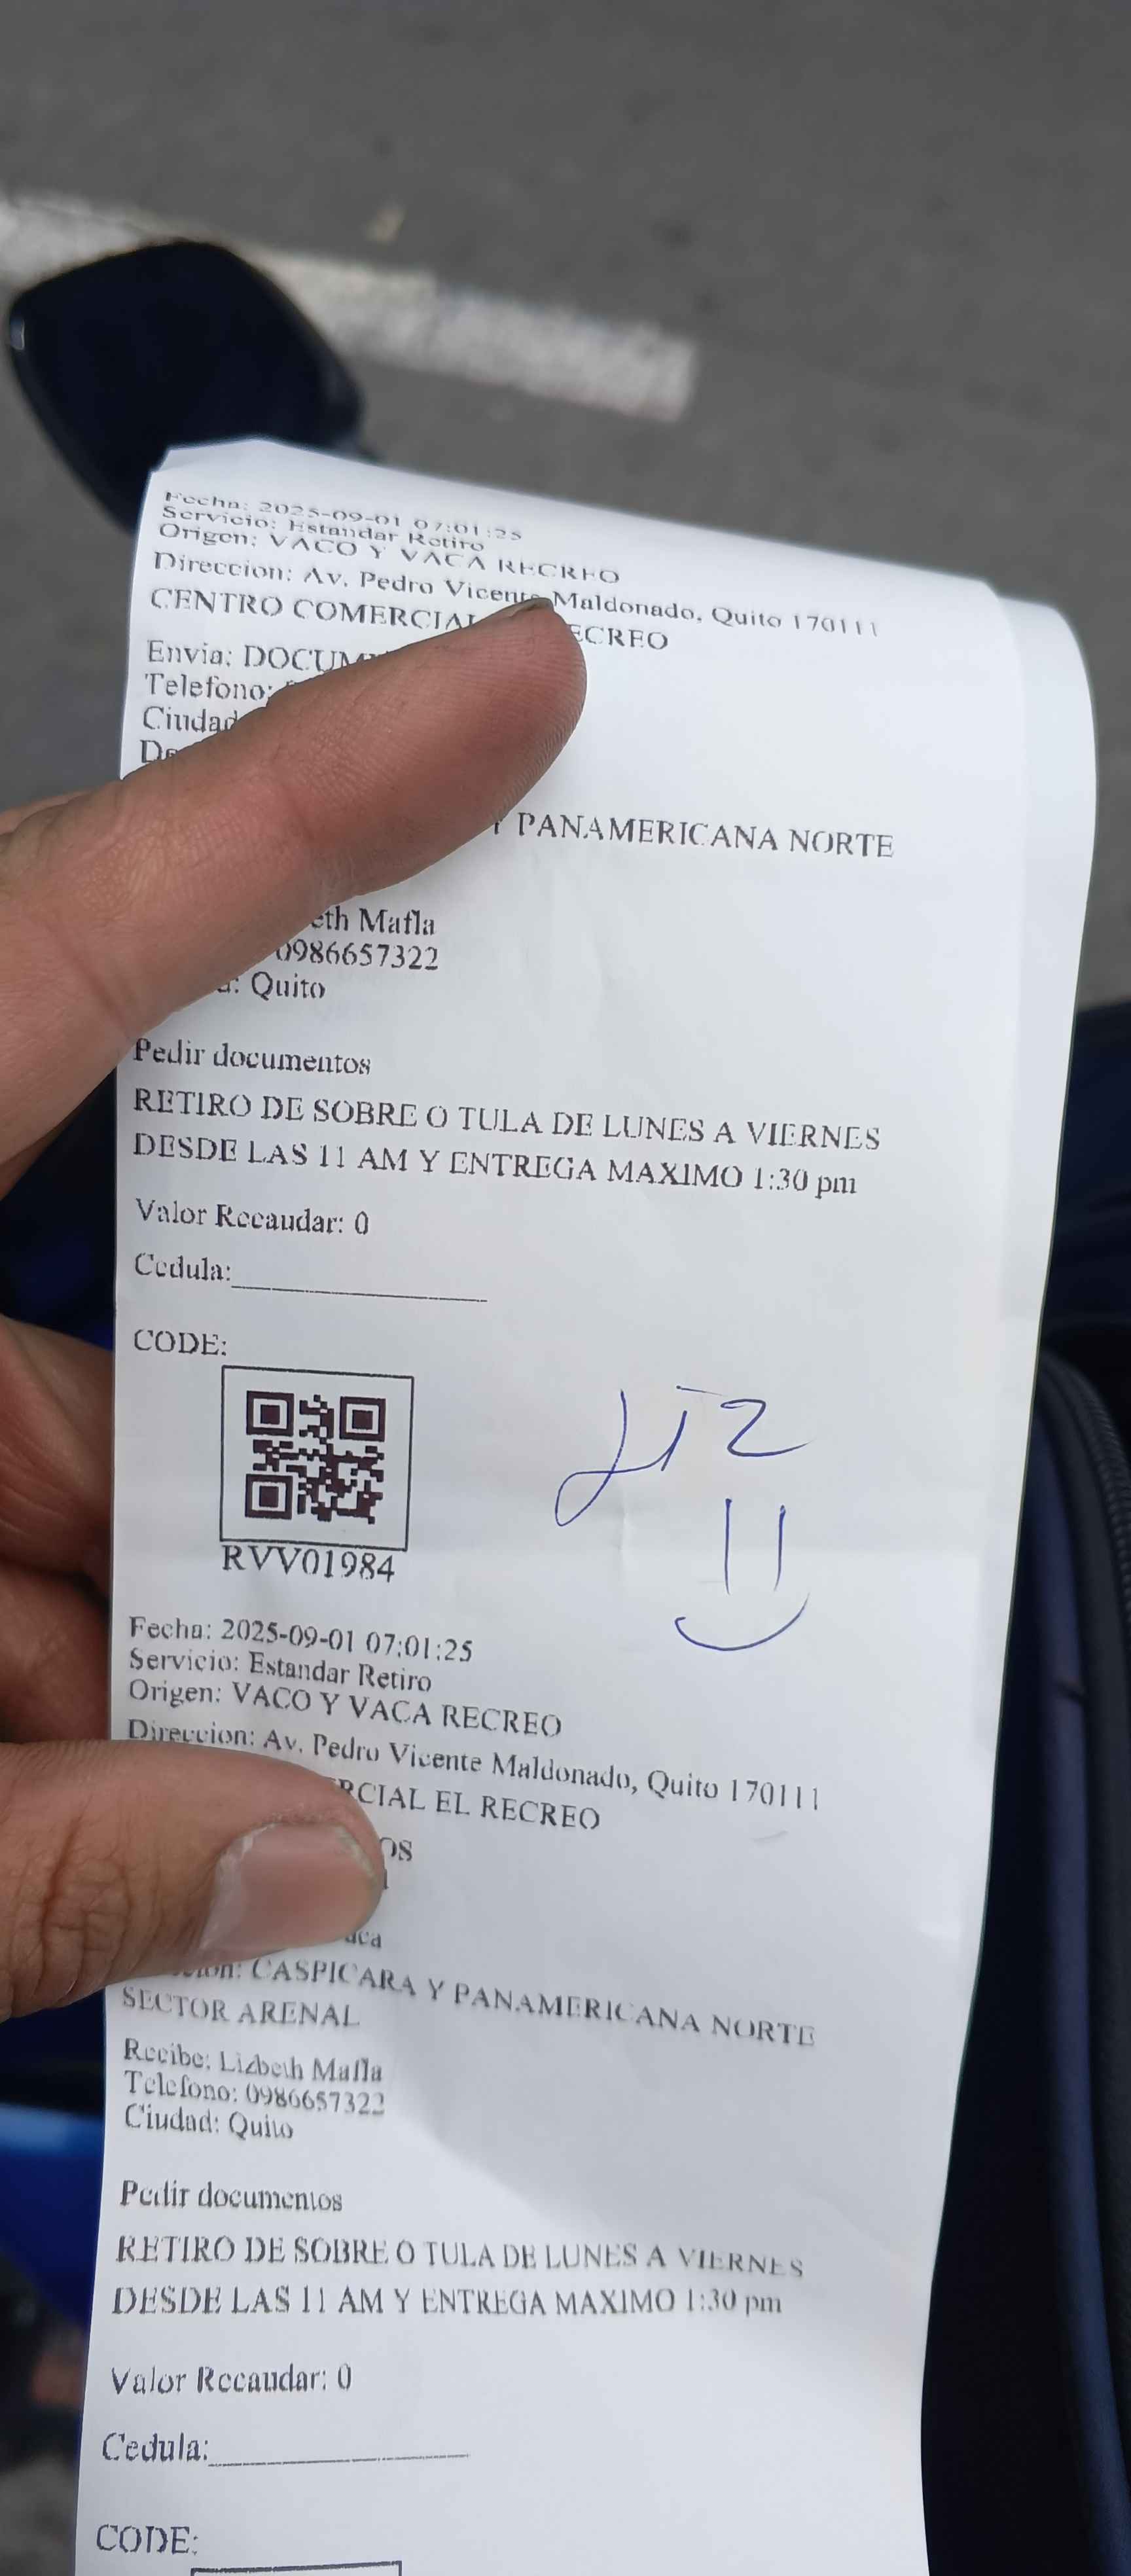 Fecha: 2025-09-01 07:01:25
Servicio: Estandar Retiro
Origen: VACO Y VACA RECREO
Direccion: Av. Pedro Vicente Maldonado, Quito 170111
CENTRO COMERCIAL ECREO
Envia:
Telefono:
Ciudad
Y PANAMERICANA NORTE
Mafla
0986657322
Quito
Pedir documentos
RETIRO DE SOBRE O TULA DE LUNES A VIERNES
DESDE LAS 11 AM Y ENTREGA MAXIMO 1:30 pm
Valor Recaudar: 0
Cedula:
CODE:
Liz
RVV01984
Fecha: 2025-09-01 07:01:25
Servicio: Estandar Retiro
Origen: VACO Y VACA RECREO
Direccion: Av. Pedro Vicente Maldonado, Quito 170111
RCIAL EL RECREO
OS
CASPICARA Y PANAMERICANA NORTE
SECTOR ARENAL
Recibe: Lizbeth Mafla
Telefono: 0986657322
Ciudad: Quito
Pedir documentos
RETIRO DE SOBRE O TULA DE LUNES A VIERNES
DESDE LAS 11 AM Y ENTREGA MAXIMO 1:30 pm
Valor Recaudar: 0
Cedula:
CODE: